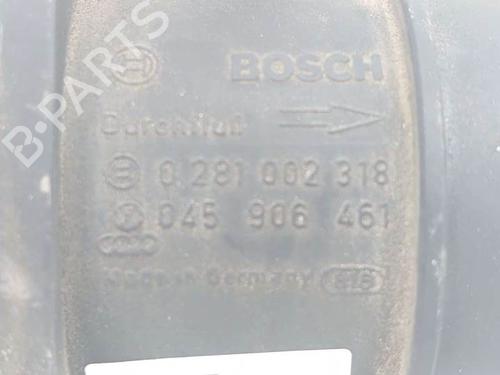 BOSCH
Durchfluß
0 281 002 318
045 906 461
Made in Germany
B-PARTS